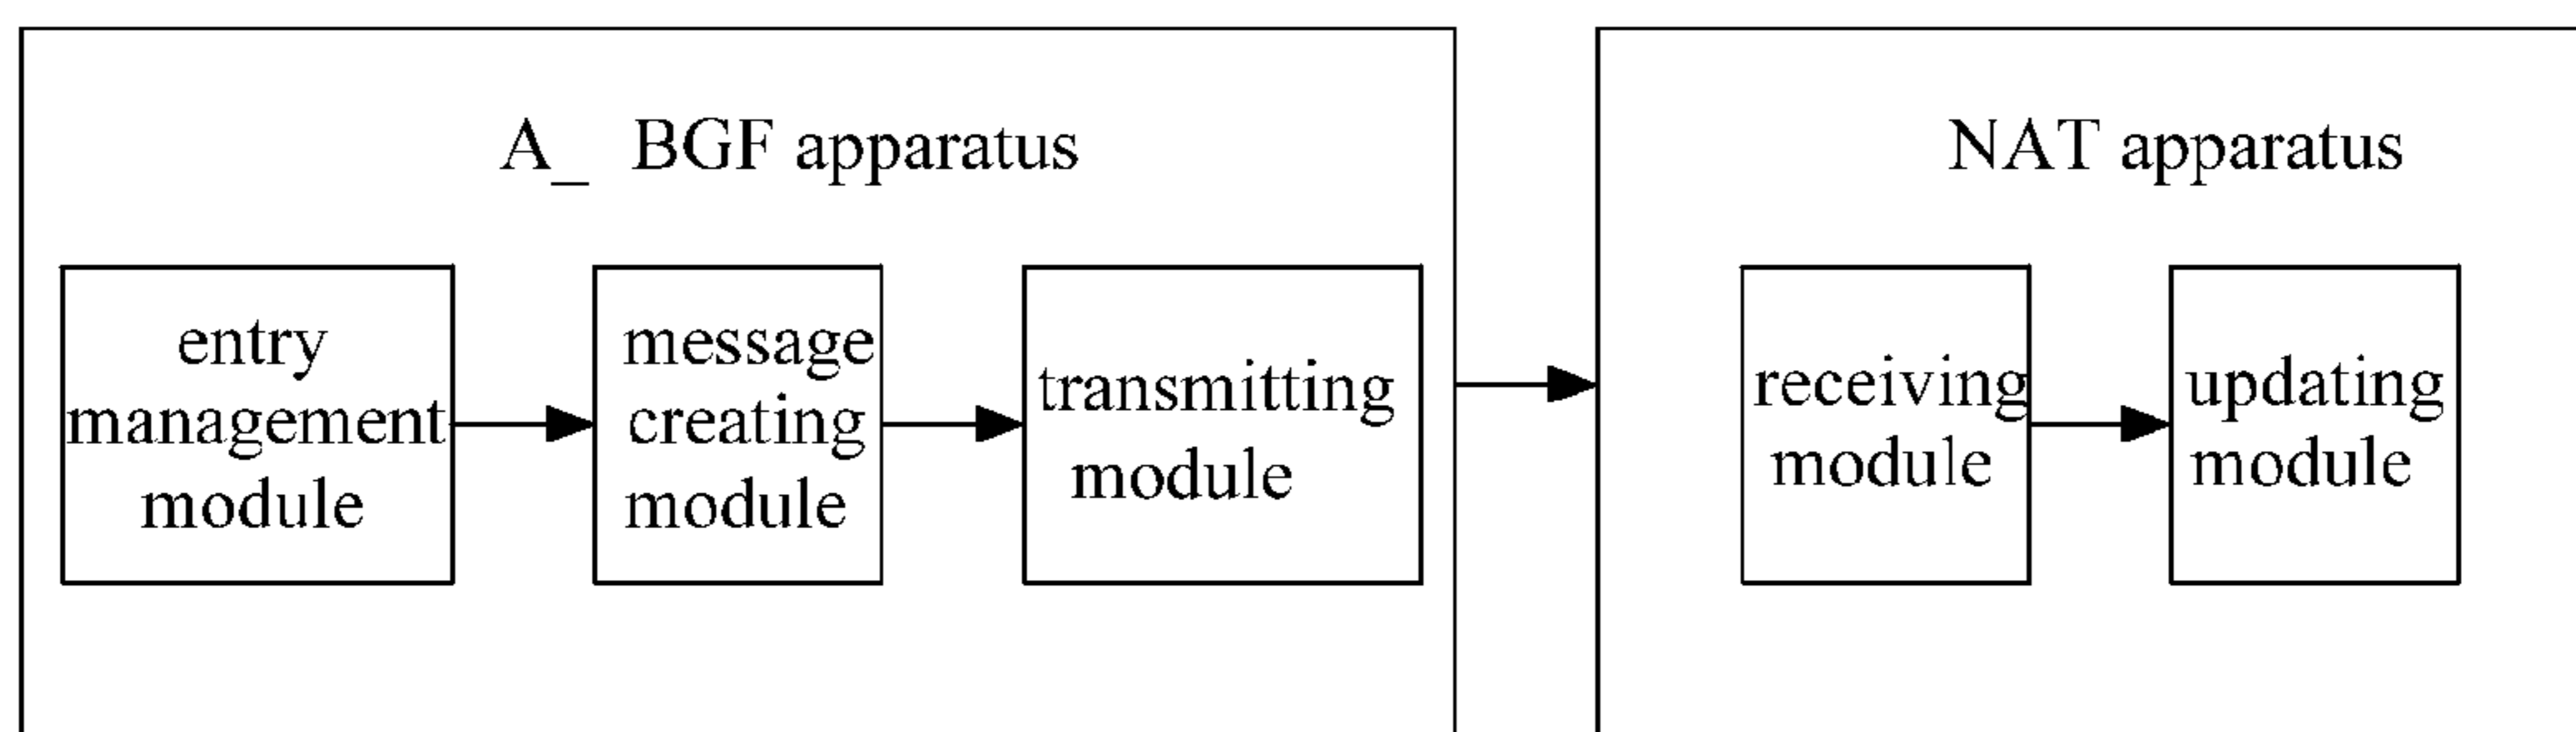 A_ BGF apparatus
NAT apparatus
entry
management
module
message
creating
module
transmitting
module
receiving
module
updating
module